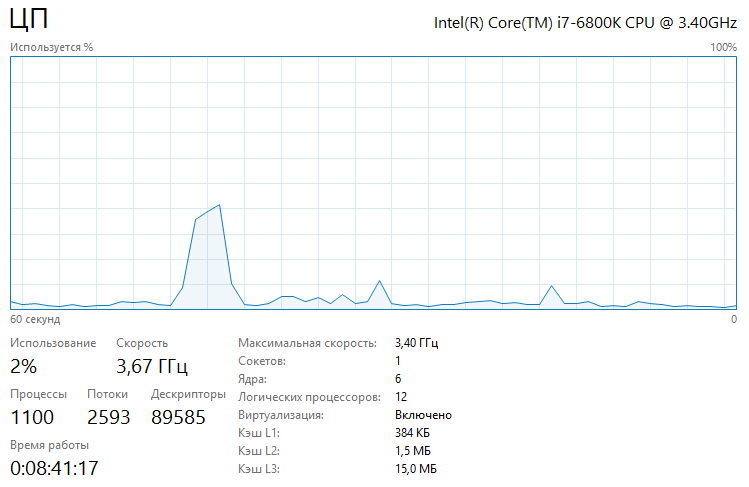 ЦП
Intel(R) Core(TM) i7-6800K CPU @ 3.40GHz
Используется %
100%
60 секунд
0
Использование
Скорость
2%
3,67 ГГц
Процессы
Потоки
Дескрипторы
1100
2593
89585
Время работы
0:08:41:17
Максимальная скорость: 3,40 ГГц
Сокетов: 1
Ядра: 6
Логических процессоров: 12
Виртуализация: Включено
Кэш L1: 384 КБ
Кэш L2: 1,5 МБ
Кэш L3: 15,0 МБ